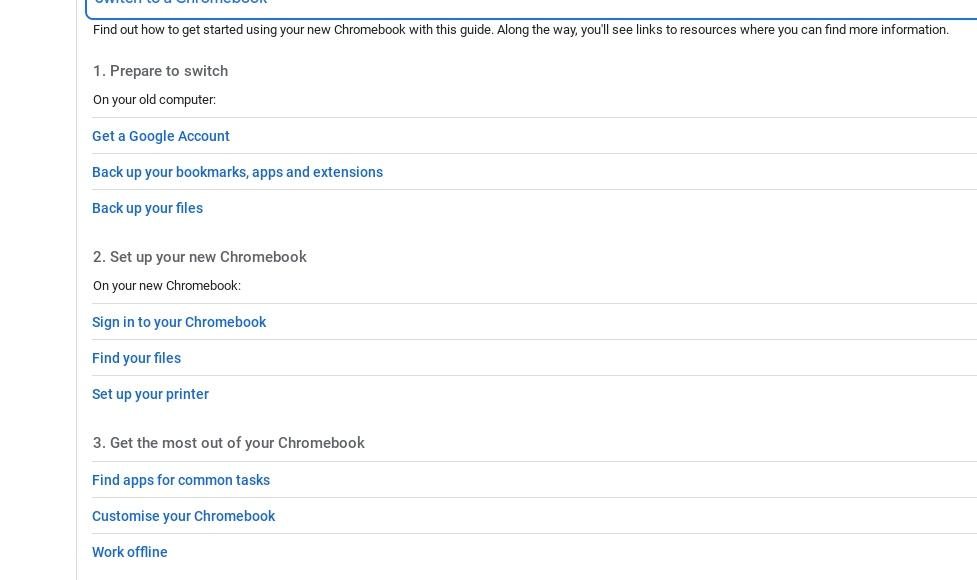 Switch to a Chromebook
Find out how to get started using your new Chromebook with this guide. Along the way, you'll see links to resources where you can find more information.
1. Prepare to switch
On your old computer:
Get a Google Account
Back up your bookmarks, apps and extensions
Back up your files
2. Set up your new Chromebook
On your new Chromebook:
Sign in to your Chromebook
Find your files
Set up your printer
3. Get the most out of your Chromebook
Find apps for common tasks
Customise your Chromebook
Work offline